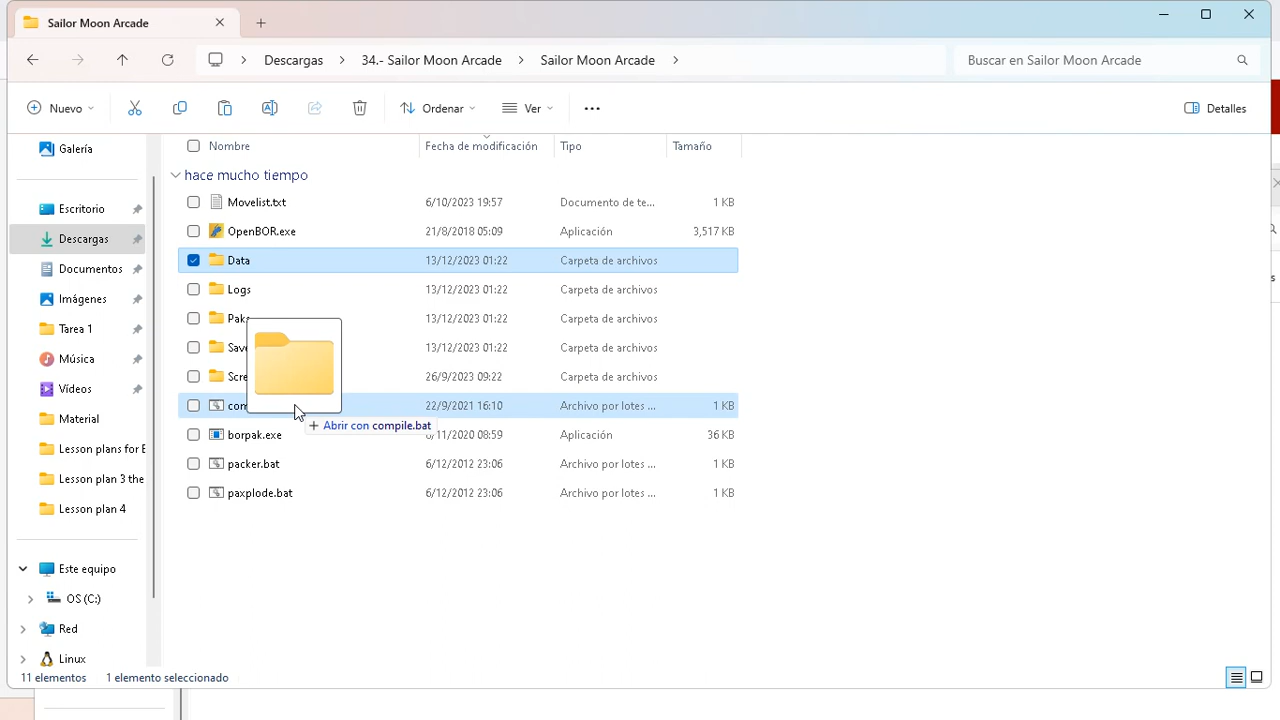 Sailor Moon Arcade
Descargas 34.- Sailor Moon Arcade Sailor Moon Arcade
Buscar en Sailor Moon Arcade
Nuevo Ordenar Ver Detalles
Galería
Escritorio
Descargas
Documentos
Imágenes
Tarea 1
Música
Vídeos
Material
Lesson plans for E
Lesson plan 3 the
Lesson plan 4
Este equipo
OS (C:)
Red
Linux
Nombre Fecha de modificación Tipo Tamaño
hace mucho tiempo
Movelist.txt 6/10/2023 19:57 Documento de te... 1 KB
OpenBOR.exe 21/8/2018 05:09 Aplicación 3,517 KB
Data 13/12/2023 01:22 Carpeta de archivos
Logs 13/12/2023 01:22 Carpeta de archivos
Pak 13/12/2023 01:22 Carpeta de archivos
Save 13/12/2023 01:22 Carpeta de archivos
Scre 26/9/2023 09:22 Carpeta de archivos
com 22/9/2021 16:10 Archivo por lotes ... 1 KB
+ Abrir con compile.bat
borpak.exe /11/2020 08:59 Aplicación 36 KB
packer.bat 6/12/2012 23:06 Archivo por lotes ... 1 KB
paxplode.bat 6/12/2012 23:06 Archivo por lotes ... 1 KB
11 elementos 1 elemento seleccionado